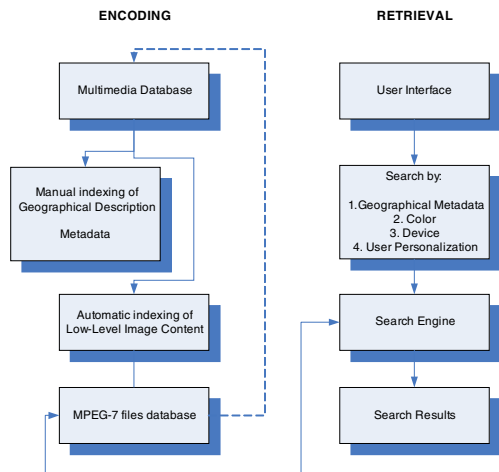 ENCODING
Multimedia Database
Manual indexing of
Geographical Description
Metadata
Automatic indexing of
Low-Level Image Content
MPEG-7 files database
RETRIEVAL
User Interface
Search by:
1.Geographical Metadata
2. Color
3. Device
4. User Personalization
Search Engine
Search Results